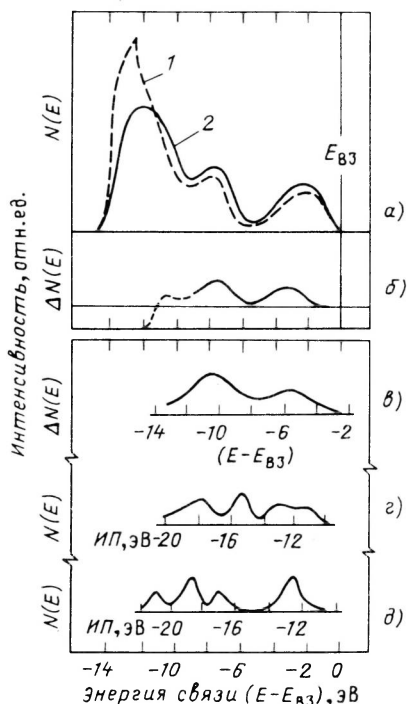 Интенсивность, отн.ед.
N(E)
1
2
E_ВЗ
а)
ΔN(E)
б)
ΔN(E)
-14 -10 -6 -2
(E-E_ВЗ)
в)
N(E)
ИП,эВ-20 -16 -12
г)
N(E)
ИП,эВ-20 -16 -12
д)
-14 -10 -6 -2 0
Энергия связи (E-E_ВЗ), эВ